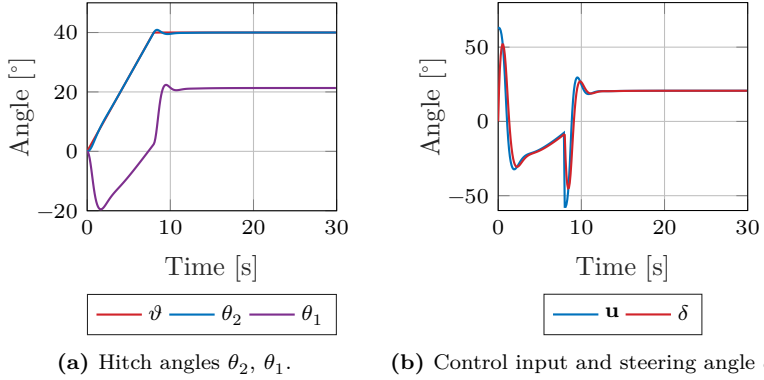 40
20
0
−20
Angle [°]
0
10
20
30
Time [s]
ϑ θ₂ θ₁
(a) Hitch angles θ₂, θ₁.
50
0
−50
Angle [°]
0
10
20
30
Time [s]
u δ
(b) Control input and steering angle